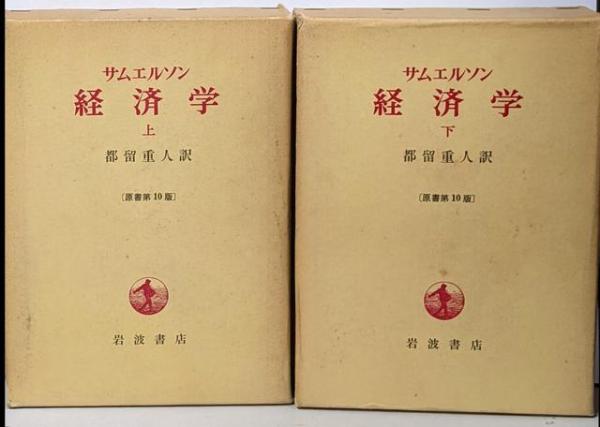 サムエルソン
経済学
上
都留重人訳
〔原書第10版〕
岩波書店
サムエルソン
経済学
下
都留重人訳
〔原書第10版〕
岩波書店